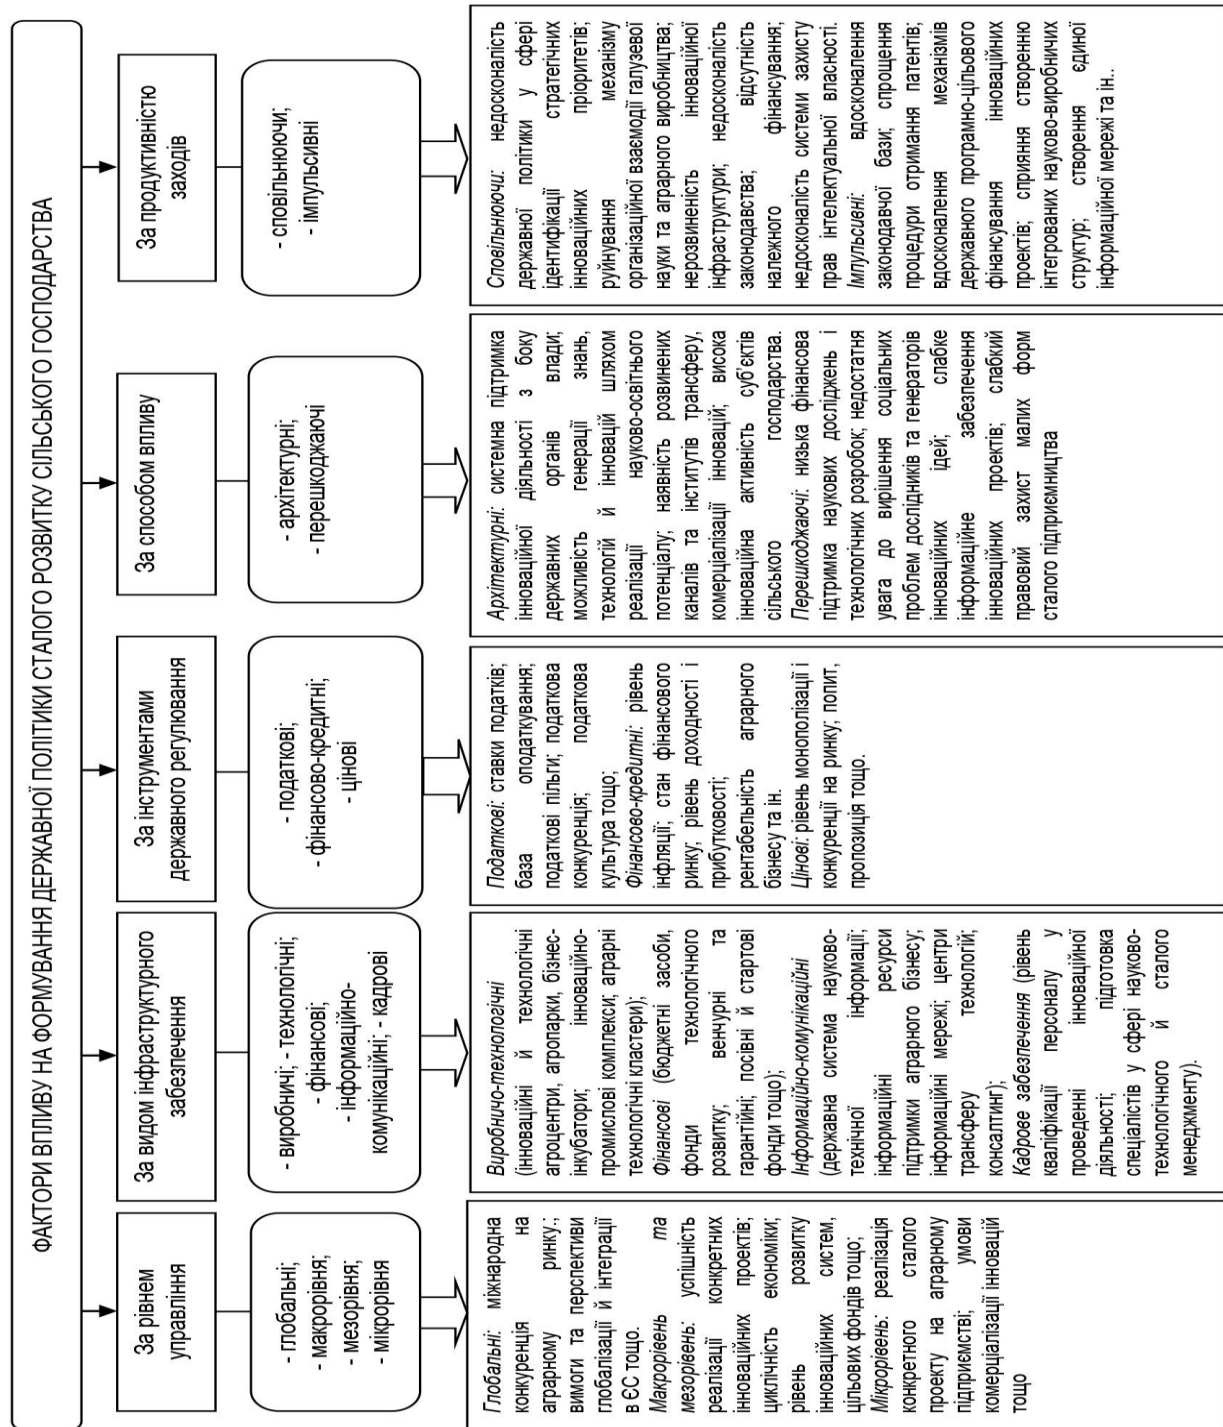 ФАКТОРИ ВПЛИВУ НА ФОРМУВАННЯ ДЕРЖАВНОЇ ПОЛІТИКИ СТАЛОГО РОЗВИТКУ СІЛЬСЬКОГО ГОСПОДАРСТВА
За рівнем
управління
- глобальні;
- макрорівня;
- мезорівня;
- мікрорівня
Глобальні: міжнародна
конкуренція на
аграрному ринку.;
вимоги та перспективи
глобалізації й інтеграції
в ЄС тощо.
Макрорівень та
мезорівень: успішність
реалізації конкретних
інноваційних проектів;
циклічність економіки;
рівень розвитку
інноваційних систем,
цільових фондів тощо;
Мікрорівень: реалізація
конкретного сталого
проекту на аграрному
підприємстві; умови
комерціалізації інновацій
тощо
За видом інфраструктурного
забезпечення
- виробничі; - технологічні;
- фінансові;
- інформаційно-
комунікаційні; - кадрові
Виробничо-технологічні
(інноваційні й технологічні
агроцентри, агропарки, бізнес-
інкубатори; інноваційно-
промислові комплекси; аграрні
технологічні кластери);
Фінансові (бюджетні засоби,
фонди технологічного
розвитку; венчурні та
гарантійні; посівні й стартові
фонди тощо);
Інформаційно-комунікаційні
(державна система науково-
технічної інформації;
інформаційні ресурси
підтримки аграрного бізнесу;
інформаційні мережі; центри
трансферу технологій,
консалтинг);
Кадрове забезпечення (рівень
кваліфікації персоналу у
проведенні інноваційної
діяльності; підготовка
спеціалістів у сфері науково-
технологічного й сталого
менеджменту).
За інструментами
державного регулювання
- податкові;
- фінансово-кредитні;
- цінові
Податкові: ставки податків;
база оподаткування;
податкові пільги; податкова
конкуренція; податкова
культура тощо;
Фінансово-кредитні: рівень
інфляції; стан фінансового
ринку; рівень доходності і
прибутковості;
рентабельність аграрного
бізнесу та ін.
Цінові: рівень монополізації і
конкуренції на ринку; попит,
пропозиція тощо.
За способом впливу
- архітектурні;
- перешкоджаючі
Архітектурні: системна підтримка
інноваційної діяльності з боку
державних органів влади;
можливість генерації знань,
технологій й інновацій шляхом
реалізації науково-освітнього
потенціалу; наявність розвинених
каналів та інститутів трансферу,
комерціалізації інновацій; висока
інноваційна активність суб'єктів
сільського господарства.
Перешкоджаючі: низька фінансова
підтримка наукових досліджень і
технологічних розробок; недостатня
увага до вирішення соціальних
проблем дослідників та генераторів
інноваційних ідей; слабке
інформаційне забезпечення
інноваційних проектів; слабкий
правовий захист малих форм
сталого підприємництва
За продуктивністю
заходів
- сповільнюючи;
- імпульсивні
Сповільнюючи: недосконалість
державної політики у сфері
ідентифікації стратегічних
інноваційних пріоритетів;
руйнування механізму
організаційної взаємодії галузевої
науки та аграрного виробництва;
нерозвиненість інноваційної
інфраструктури; недосконалість
законодавства; відсутність
належного фінансування;
недосконалість системи захисту
прав інтелектуальної власності.
Імпульсивні: вдосконалення
законодавчої бази; спрощення
процедури отримання патентів;
вдосконалення механізмів
державного програмно-цільового
фінансування інноваційних
проектів; сприяння створенню
інтегрованих науково-виробничих
структур; створення єдиної
інформаційної мережі та ін..